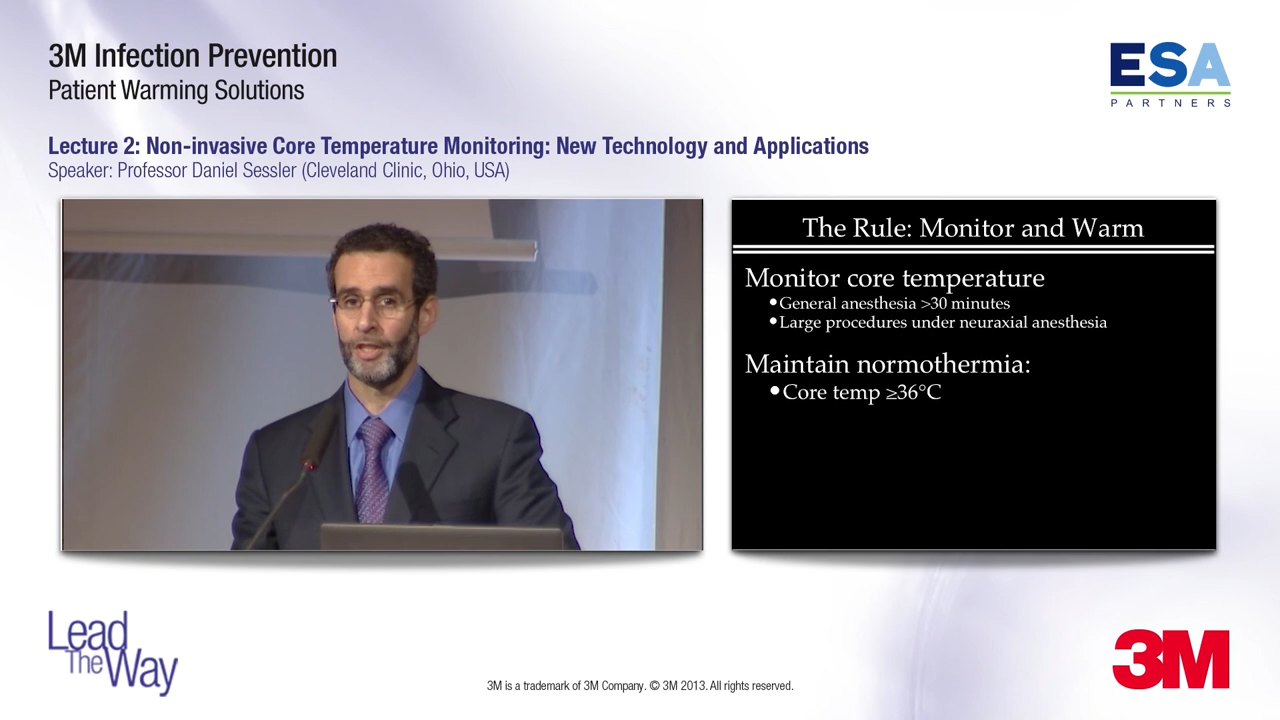 3M Infection Prevention
Patient Warming Solutions
ESA
PARTNERS
Lecture 2: Non-invasive Core Temperature Monitoring: New Technology and Applications
Speaker: Professor Daniel Sessler (Cleveland Clinic, Ohio, USA)
The Rule: Monitor and Warm
Monitor core temperature
•General anesthesia >30 minutes
•Large procedures under neuraxial anesthesia
Maintain normothermia:
•Core temp ≥36°C
Lead
The Way
3M
3M is a trademark of 3M Company. © 3M 2013. All rights reserved.